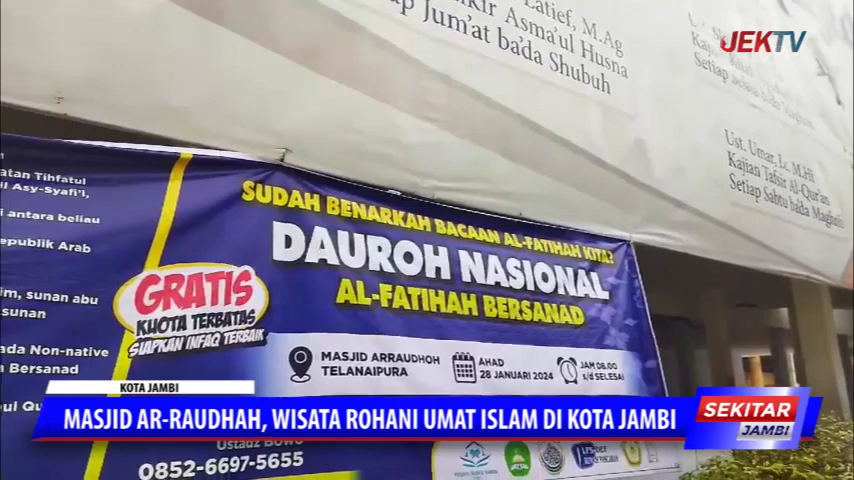 Latief, M.Ag
Asma'ul Husna
Jum'at ba'da Shubuh
JEKTV
Ust. Umar, Lc, M.HI
Kajian Tafsir Al-Qur'an
Setiap Sabtu ba'da Maghrib
atan Tihfatul
il Asy-Syafi'i,
i antara beliau
epublik Arab
im, sunan abu
sunan
ada Non-native
n Bersanad
SUDAH BENARKAH BACAAN AL-FATIHAH KITA?
DAUROH NASIONAL
AL-FATIHAH BERSANAD
GRATIS
KUOTA TERBATAS
SIAPKAN INFAQ TERBAIK
MASJID ARRAUDHOH
TELANAIPURA
AHAD
28 JANUARI 2024
JAM 08.00
s/d SELESAI
KOTA JAMBI
MASJID AR-RAUDHAH, WISATA ROHANI UMAT ISLAM DI KOTA JAMBI
SEKITAR
JAMBI
0852-6697-5655